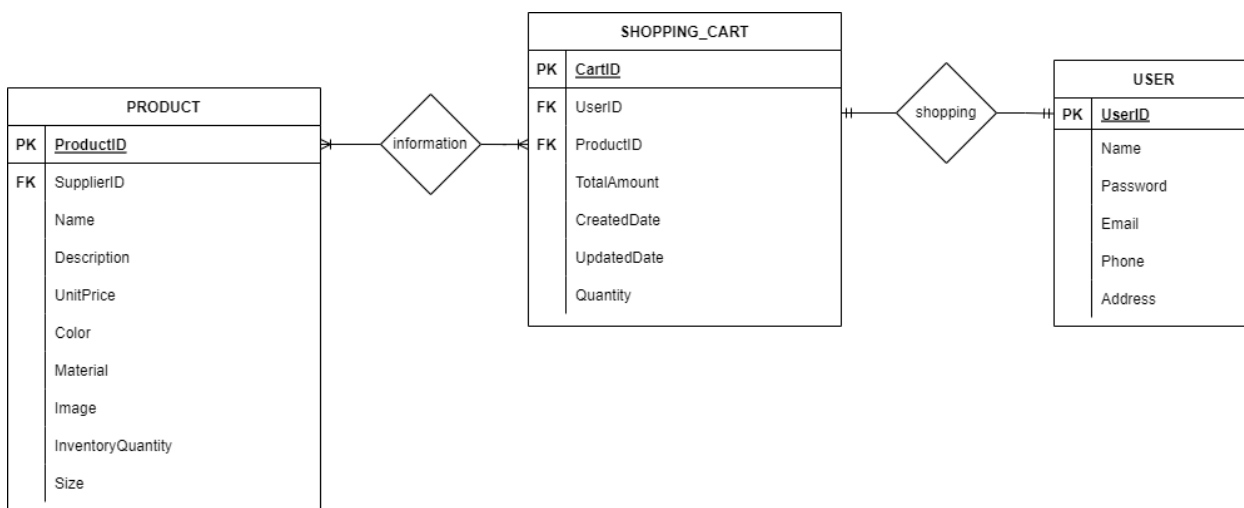 PRODUCT
PK ProductID
FK SupplierID
Name
Description
UnitPrice
Color
Material
Image
InventoryQuantity
Size
information
SHOPPING_CART
PK CartID
FK UserID
FK ProductID
TotalAmount
CreatedDate
UpdatedDate
Quantity
shopping
USER
PK UserID
Name
Password
Email
Phone
Address